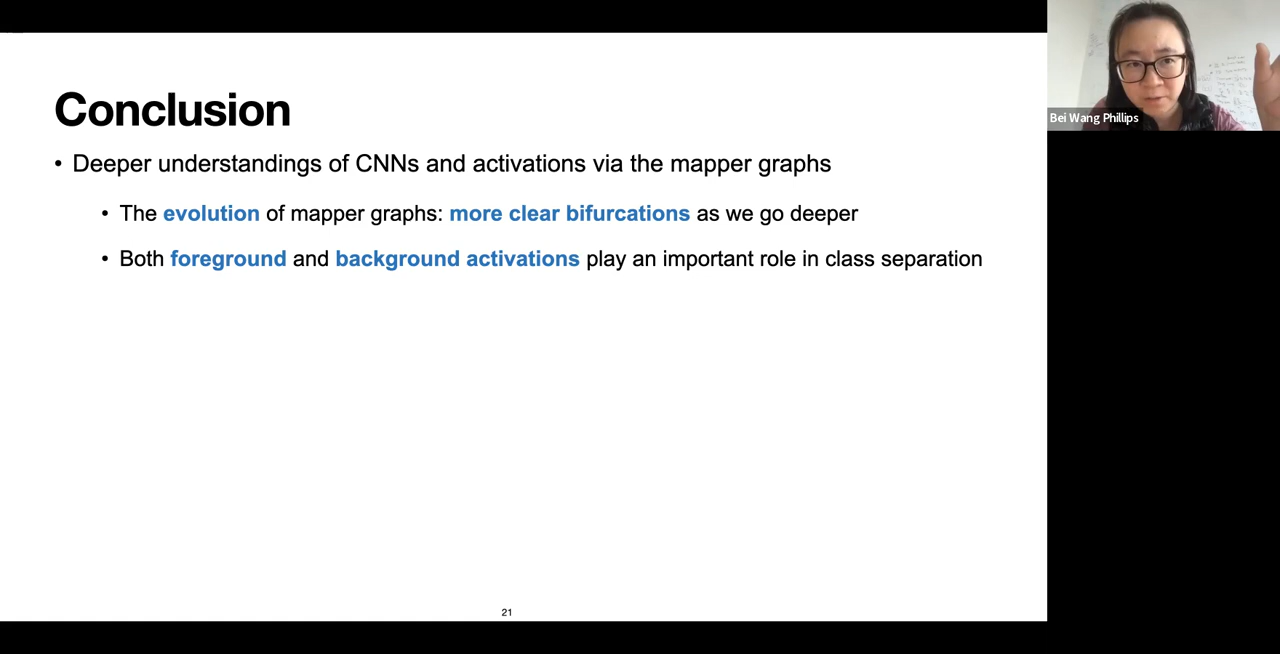 Conclusion
• Deeper understandings of CNNs and activations via the mapper graphs
• The evolution of mapper graphs: more clear bifurcations as we go deeper
• Both foreground and background activations play an important role in class separation
21
Bei Wang Phillips